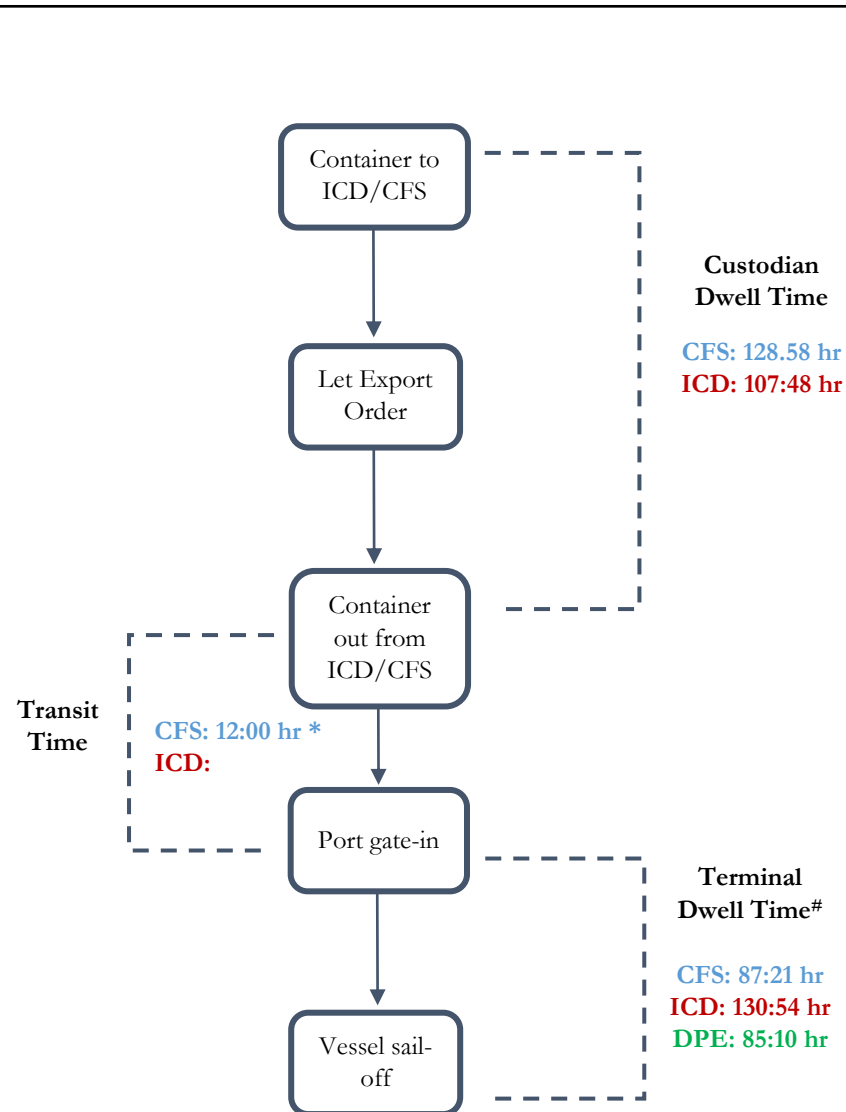 Container to
ICD/CFS
Custodian
Dwell Time
CFS: 128.58 hr
ICD: 107:48 hr
Let Export
Order
Container
out from
ICD/CFS
Transit
Time
CFS: 12:00 hr *
ICD:
Port gate-in
Terminal
Dwell Time#
CFS: 87:21 hr
ICD: 130:54 hr
DPE: 85:10 hr
Vessel sail-
off